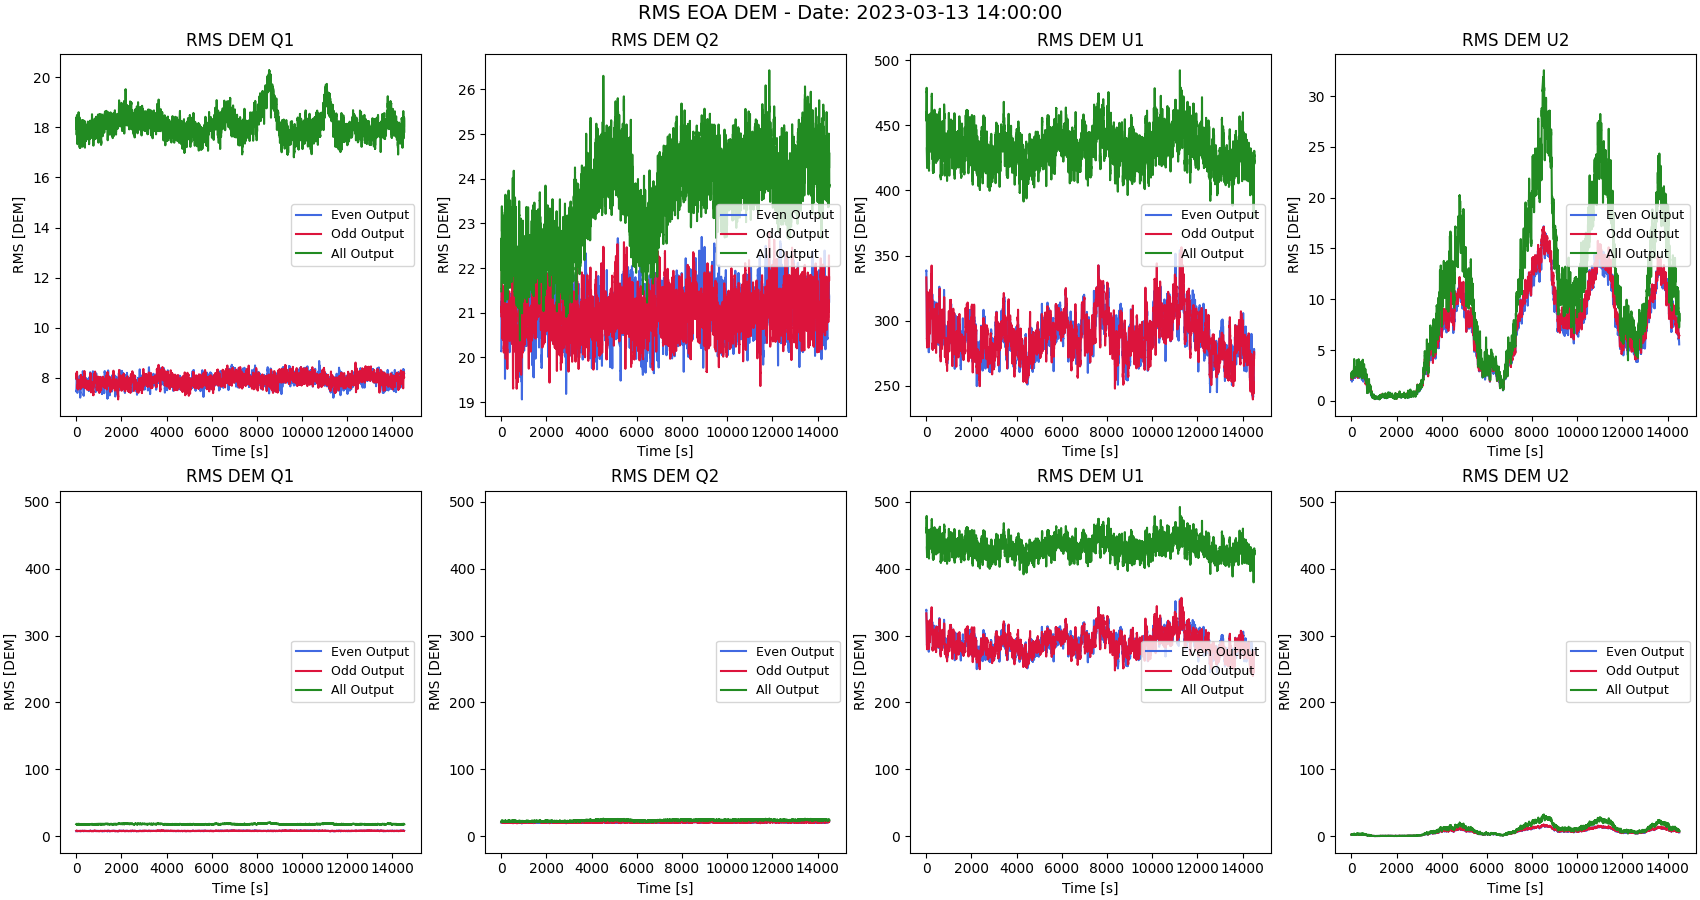 RMS EOA DEM - Date: 2023-03-13 14:00:00
RMS DEM Q1
RMS [DEM]
20
18
16
14
12
10
8
0 2000 4000 6000 8000 10000 12000 14000
Time [s]
Even Output
Odd Output
All Output
RMS DEM Q2
RMS [DEM]
26
25
24
23
22
21
20
19
0 2000 4000 6000 8000 10000 12000 14000
Time [s]
Even Output
Odd Output
All Output
RMS DEM U1
RMS [DEM]
500
450
400
350
300
250
0 2000 4000 6000 8000 10000 12000 14000
Time [s]
Even Output
Odd Output
All Output
RMS DEM U2
RMS [DEM]
30
25
20
15
10
5
0
0 2000 4000 6000 8000 10000 12000 14000
Time [s]
Even Output
Odd Output
All Output
RMS DEM Q1
RMS [DEM]
500
400
300
200
100
0
0 2000 4000 6000 8000 10000 12000 14000
Time [s]
Even Output
Odd Output
All Output
RMS DEM Q2
RMS [DEM]
500
400
300
200
100
0
0 2000 4000 6000 8000 10000 12000 14000
Time [s]
Even Output
Odd Output
All Output
RMS DEM U1
RMS [DEM]
500
400
300
200
100
0
0 2000 4000 6000 8000 10000 12000 14000
Time [s]
Even Output
Odd Output
All Output
RMS DEM U2
RMS [DEM]
500
400
300
200
100
0
0 2000 4000 6000 8000 10000 12000 14000
Time [s]
Even Output
Odd Output
All Output